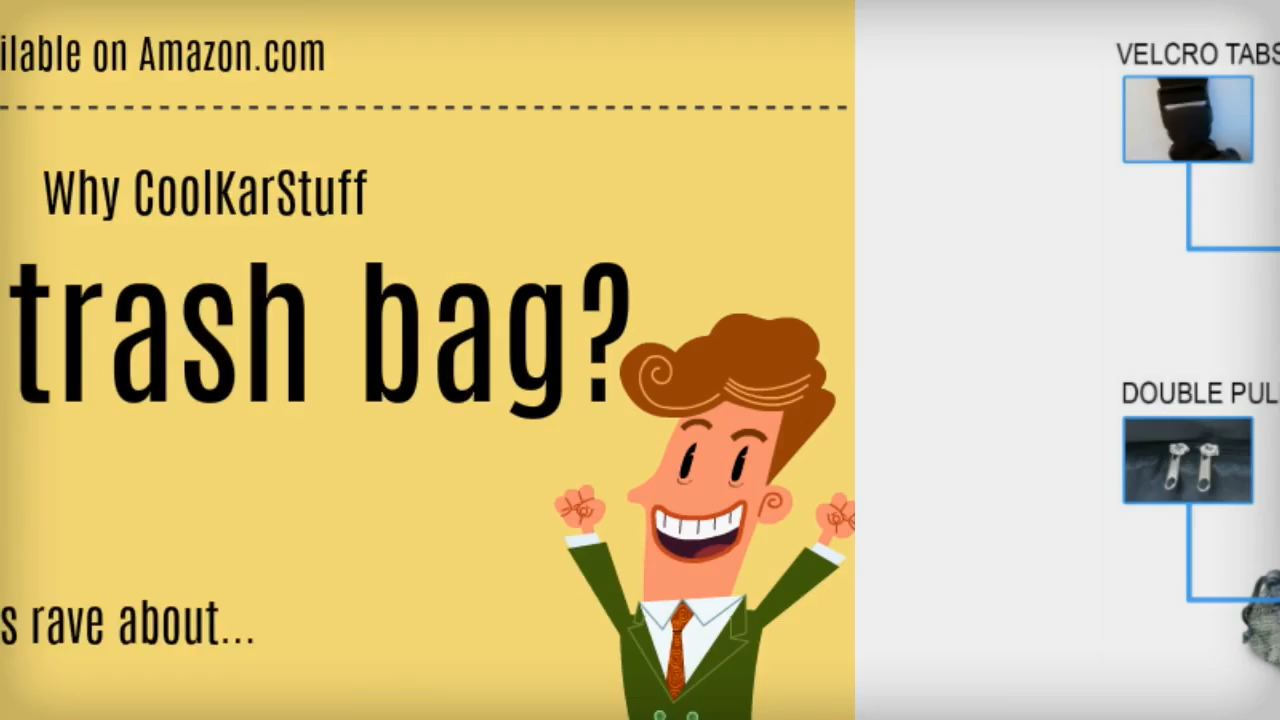 ilable on Amazon.com
Why CoolKarStuff
trash bag?
s rave about...
VELCRO TABS
DOUBLE PUL